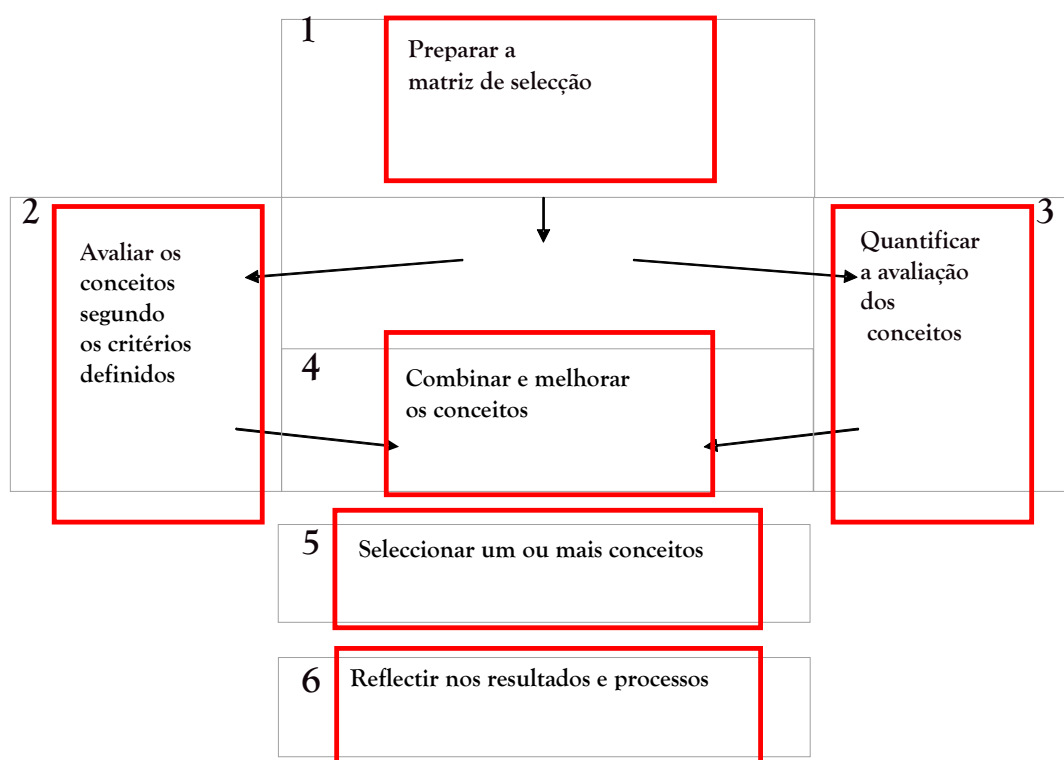 1
Preparar a
matriz de selecção
2
Avaliar os
conceitos
segundo
os critérios
definidos
3
Quantificar
a avaliação
dos
conceitos
4
Combinar e melhorar
os conceitos
5
Seleccionar um ou mais conceitos
6
Reflectir nos resultados e processos